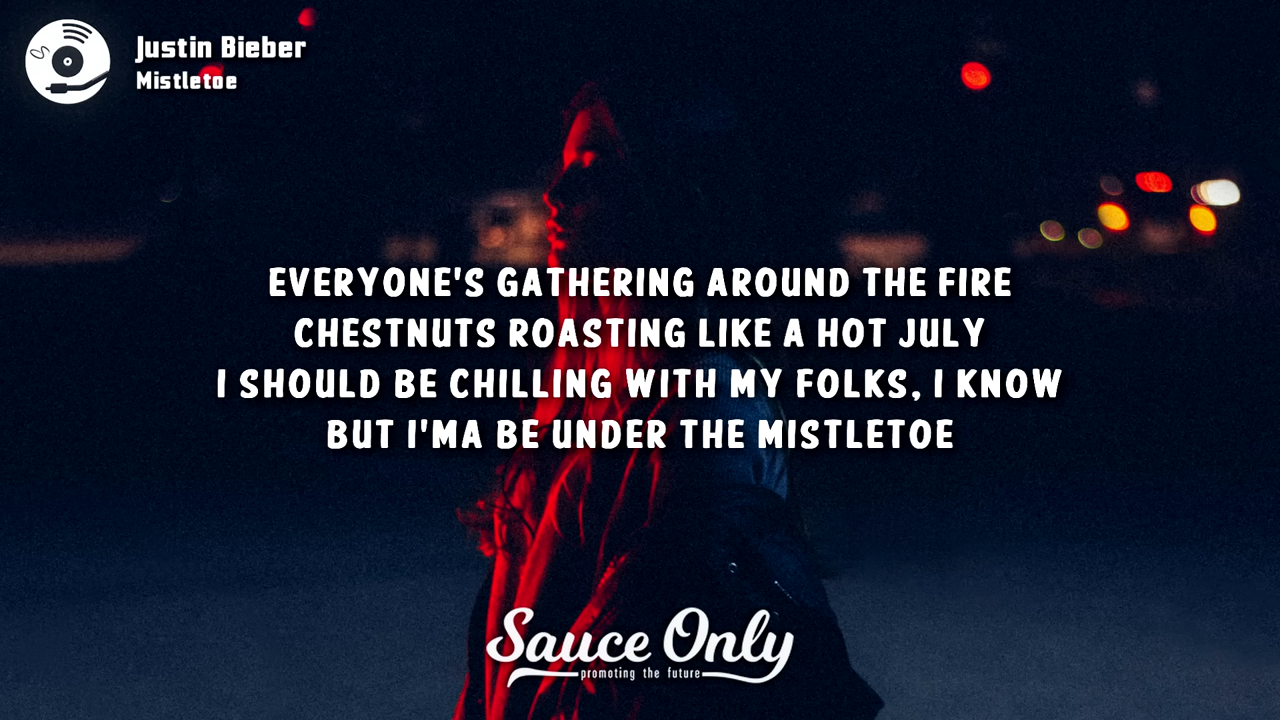 Justin Bieber
Mistletoe
EVERYONE'S GATHERING AROUND THE FIRE
CHESTNUTS ROASTING LIKE A HOT JULY
I SHOULD BE CHILLING WITH MY FOLKS, I KNOW
BUT I'MA BE UNDER THE MISTLETOE
Sauce Only
promoting the future